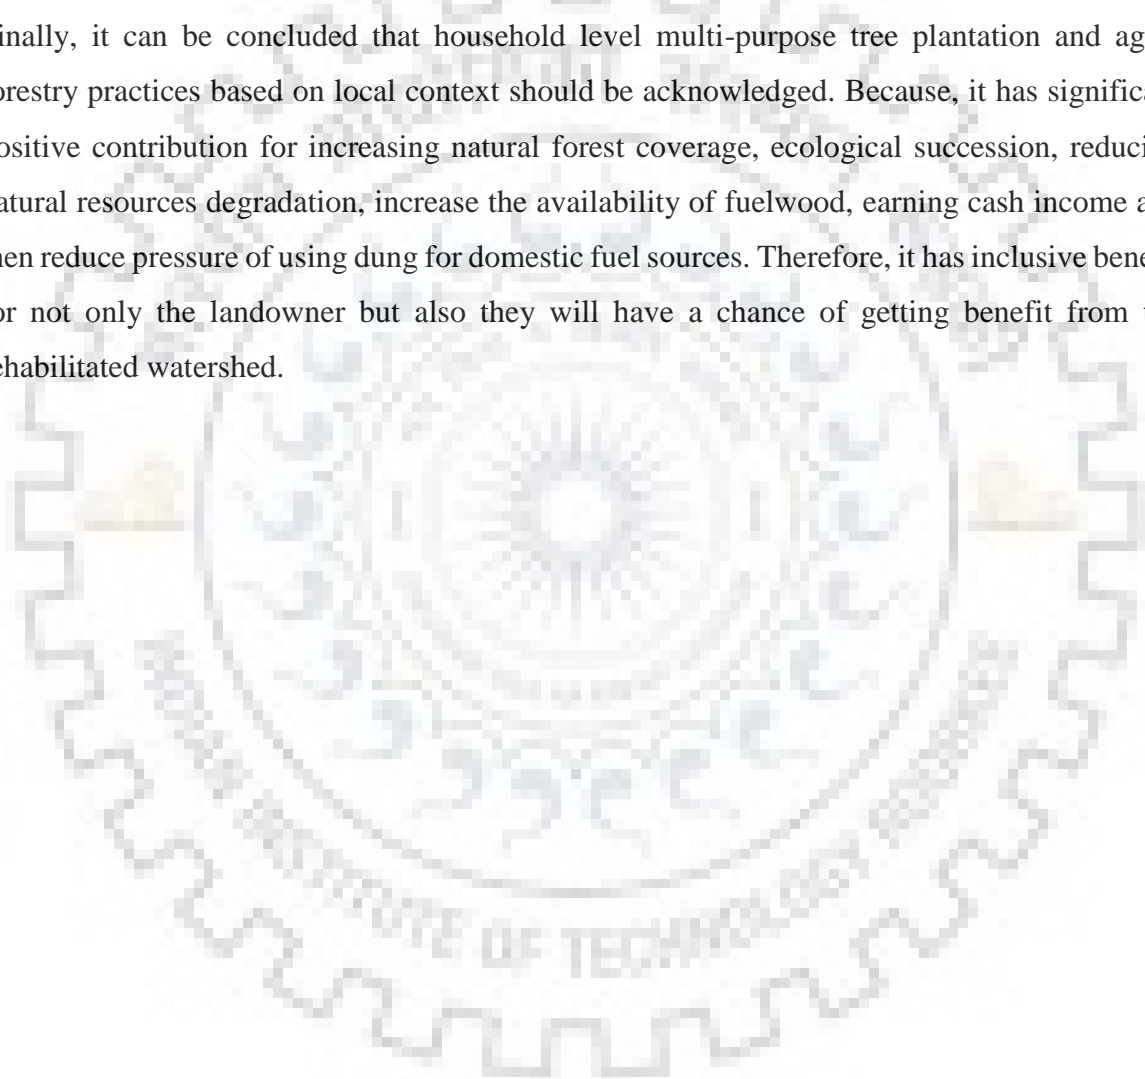 inally, it can be concluded that household level multi-purpose tree plantation and ag
orestry practices based on local context should be acknowledged. Because, it has signific
ositive contribution for increasing natural forest coverage, ecological succession, reduci
atural resources degradation, increase the availability of fuelwood, earning cash income a
hen reduce pressure of using dung for domestic fuel sources. Therefore, it has inclusive bene
or not only the landowner but also they will have a chance of getting benefit from t
ehabilitated watershed.
INSTITUTE OF TECHNOLOGY